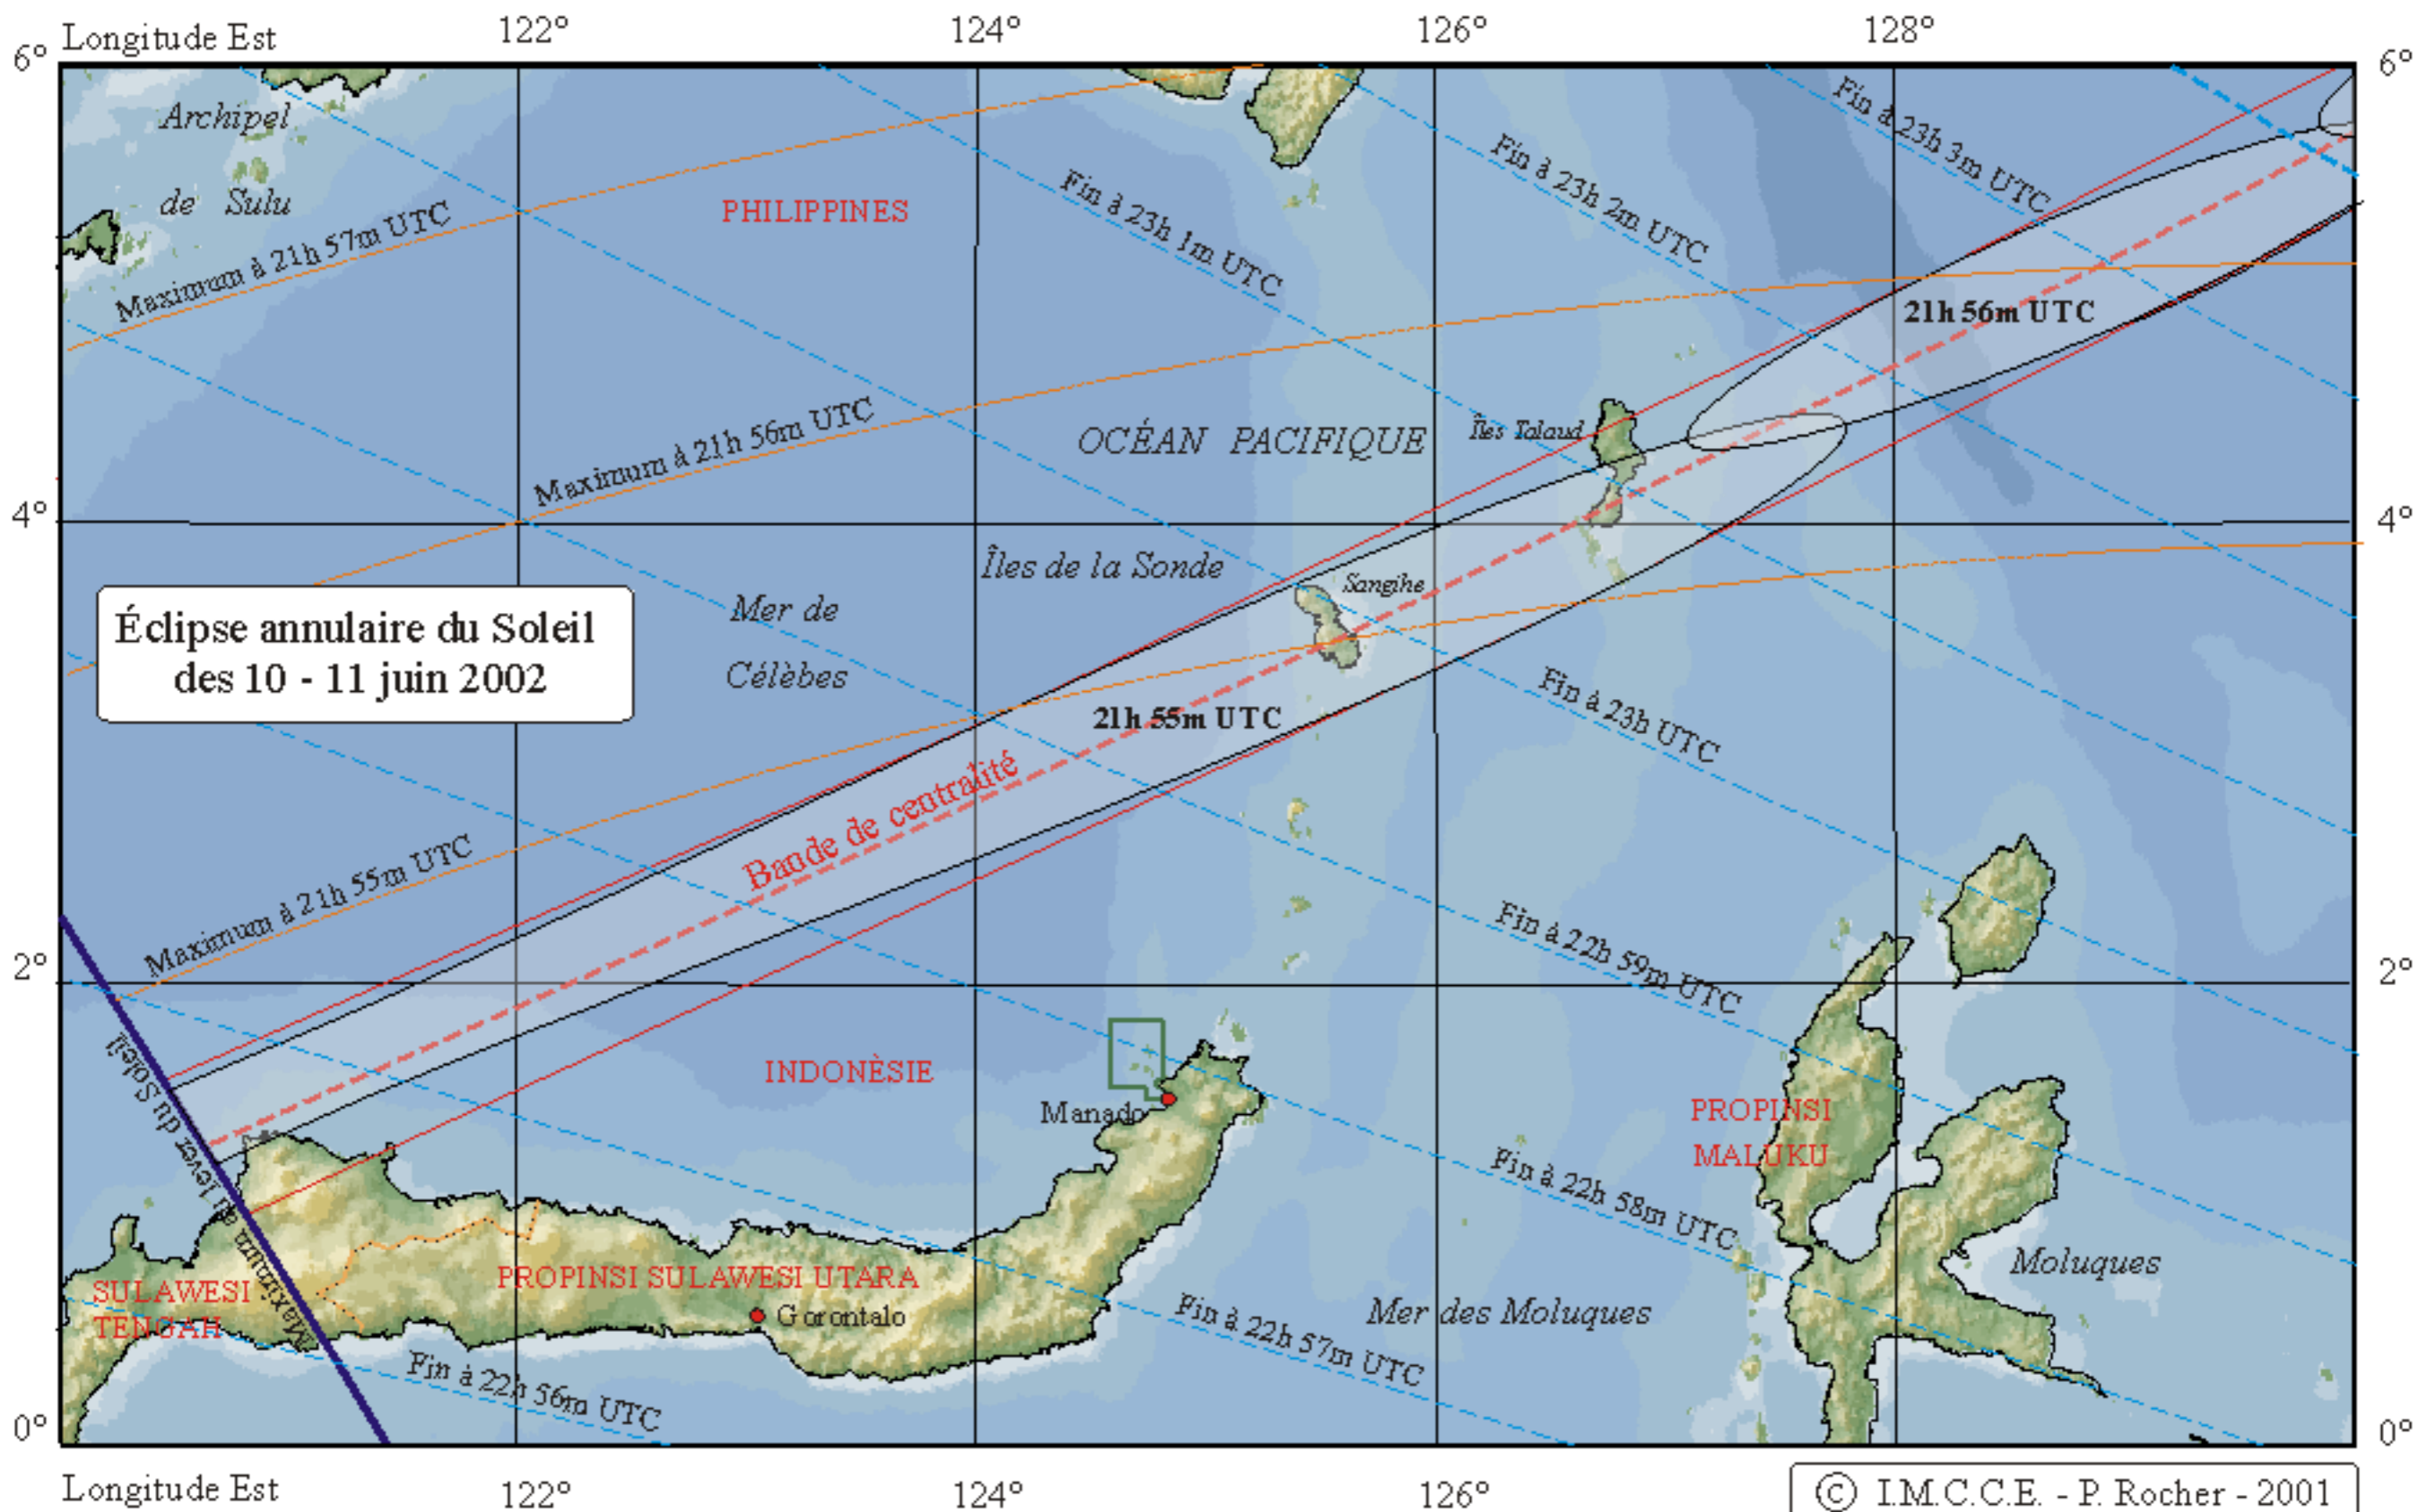 Longitude Est
122°
124°
126°
128°
6°
6°
Archipel
de Sulu
Fin à 23h 3m UTC
Fin à 23h 2m UTC
Fin à 23h 1m UTC
PHILIPPINES
Maximum à 21h 57m UTC
21h 56m UTC
Maximum à 21h 56m UTC
OCÉAN PACIFIQUE
Îles Talaud
4°
4°
Îles de la Sonde
Sangihe
Mer de
Célèbes
Éclipse annulaire du Soleil
des 10 - 11 juin 2002
21h 55m UTC
Fin à 23h UTC
Bande de centralité
Maximum à 21h 55m UTC
Fin à 22h 59m UTC
2°
2°
Maximum au lever du Soleil
INDONÈSIE
Manado
PROPINSI
MALUKU
Fin à 22h 58m UTC
Moluques
PROPINSI SULAWESI UTARA
SULAWESI
TENGAH
Gorontalo
Mer des Moluques
Fin à 22h 57m UTC
Fin à 22h 56m UTC
0°
0°
Longitude Est
122°
124°
126°
© I.M.C.C.E. - P. Rocher - 2001